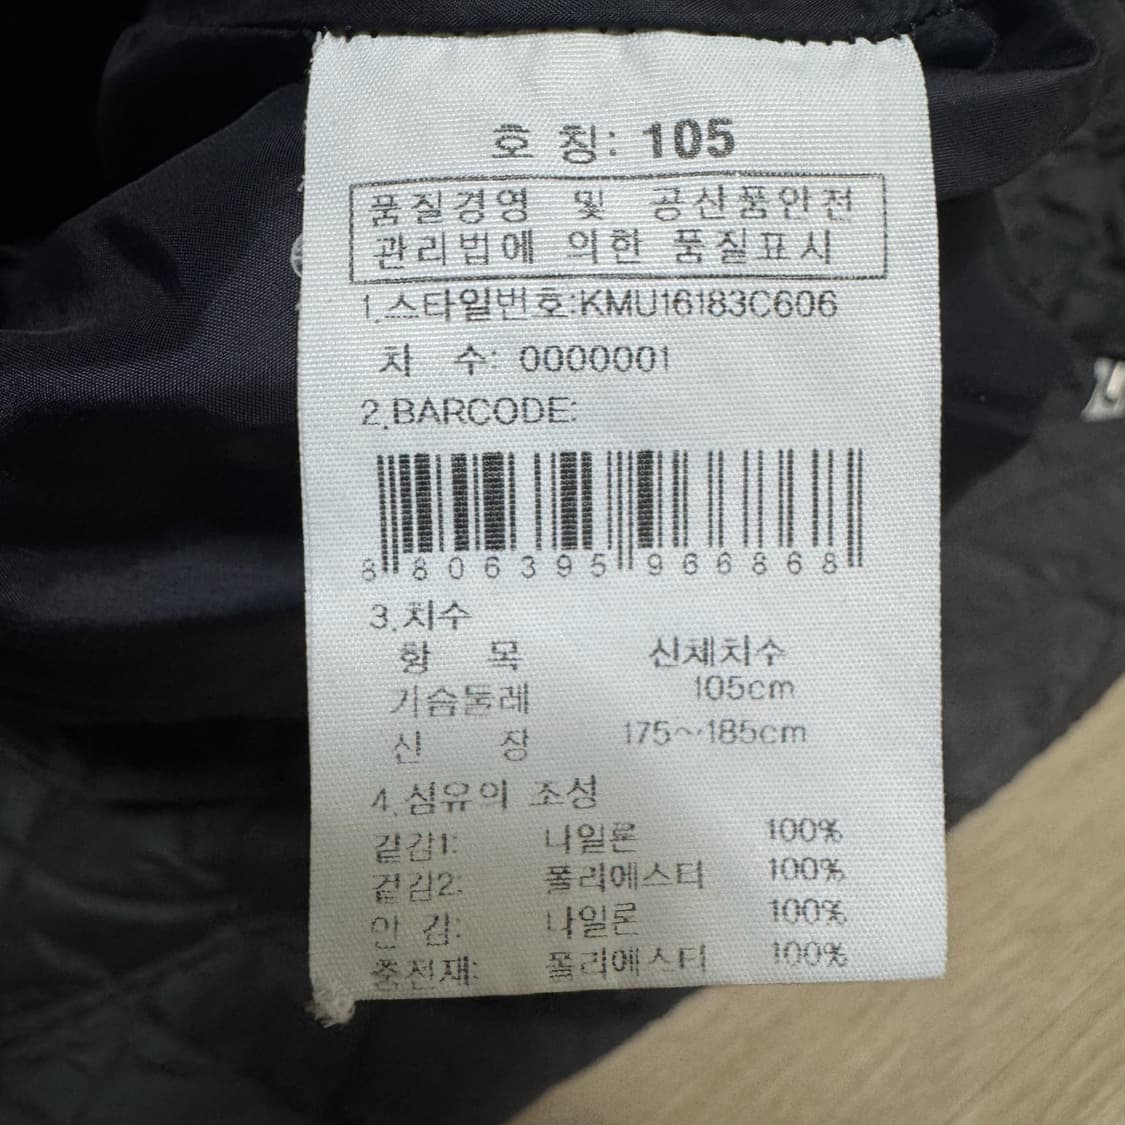 호 칭: 105
품질경영 및 공산품안전
관리법에 의한 품질표시
1.스타일번호:KMU16183C606
차 수: 0000001
2.BARCODE:
8 806395 966868
3.치수
항 목 신체치수
가슴둘레 105cm
신 장 175~185cm
4.섬유의 조성
겉감1: 나일론 100%
겉감2: 폴리에스터 100%
안 감: 나일론 100%
충전재: 폴리에스터 100%